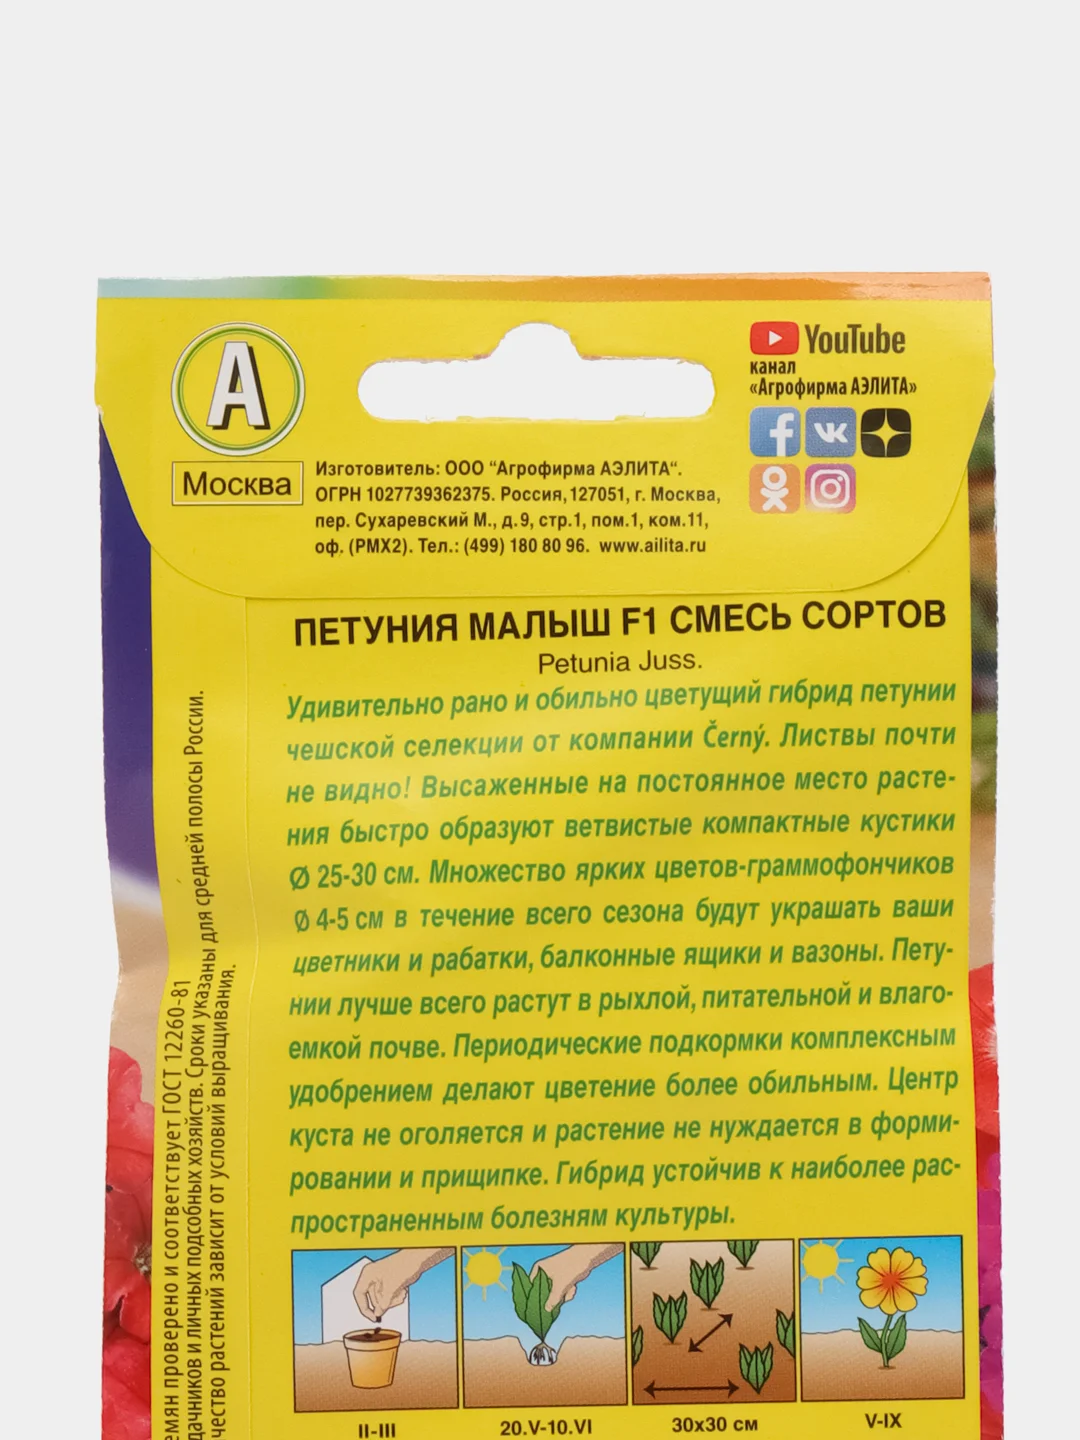 YouTube
канал
«Агрофирма АЭЛИТА»
А
Москва
Изготовитель: ООО “Агрофирма АЭЛИТА“.
ОГРН 1027739362375. Россия, 127051, г. Москва,
пер. Сухаревский М., д.9, стр.1, пом.1, ком.11,
оф. (РМХ2). Тел.: (499) 180 80 96. www.ailita.ru
ПЕТУНИЯ МАЛЫШ F1 СМЕСЬ СОРТОВ
Petunia Juss.
Удивительно рано и обильно цветущий гибрид петунии
чешской селекции от компании Černý. Листвы почти
не видно! Высаженные на постоянное место расте-
ния быстро образуют ветвистые компактные кустики
Ø 25-30 см. Множество ярких цветов-граммофончиков
Ø 4-5 см в течение всего сезона будут украшать ваши
цветники и рабатки, балконные ящики и вазоны. Пету-
нии лучше всего растут в рыхлой, питательной и влаго-
емкой почве. Периодические подкормки комплексным
удобрением делают цветение более обильным. Центр
куста не оголяется и растение не нуждается в форми-
ровании и прищипке. Гибрид устойчив к наиболее рас-
пространенным болезням культуры.
II-III
20.V-10.VI
30х30 см
V-IX
емян проверено и соответствует ГОСТ 12260-81
дачников и личных подсобных хозяйств. Сроки указаны для средней полосы России.
чество растений зависит от условий выращивания.